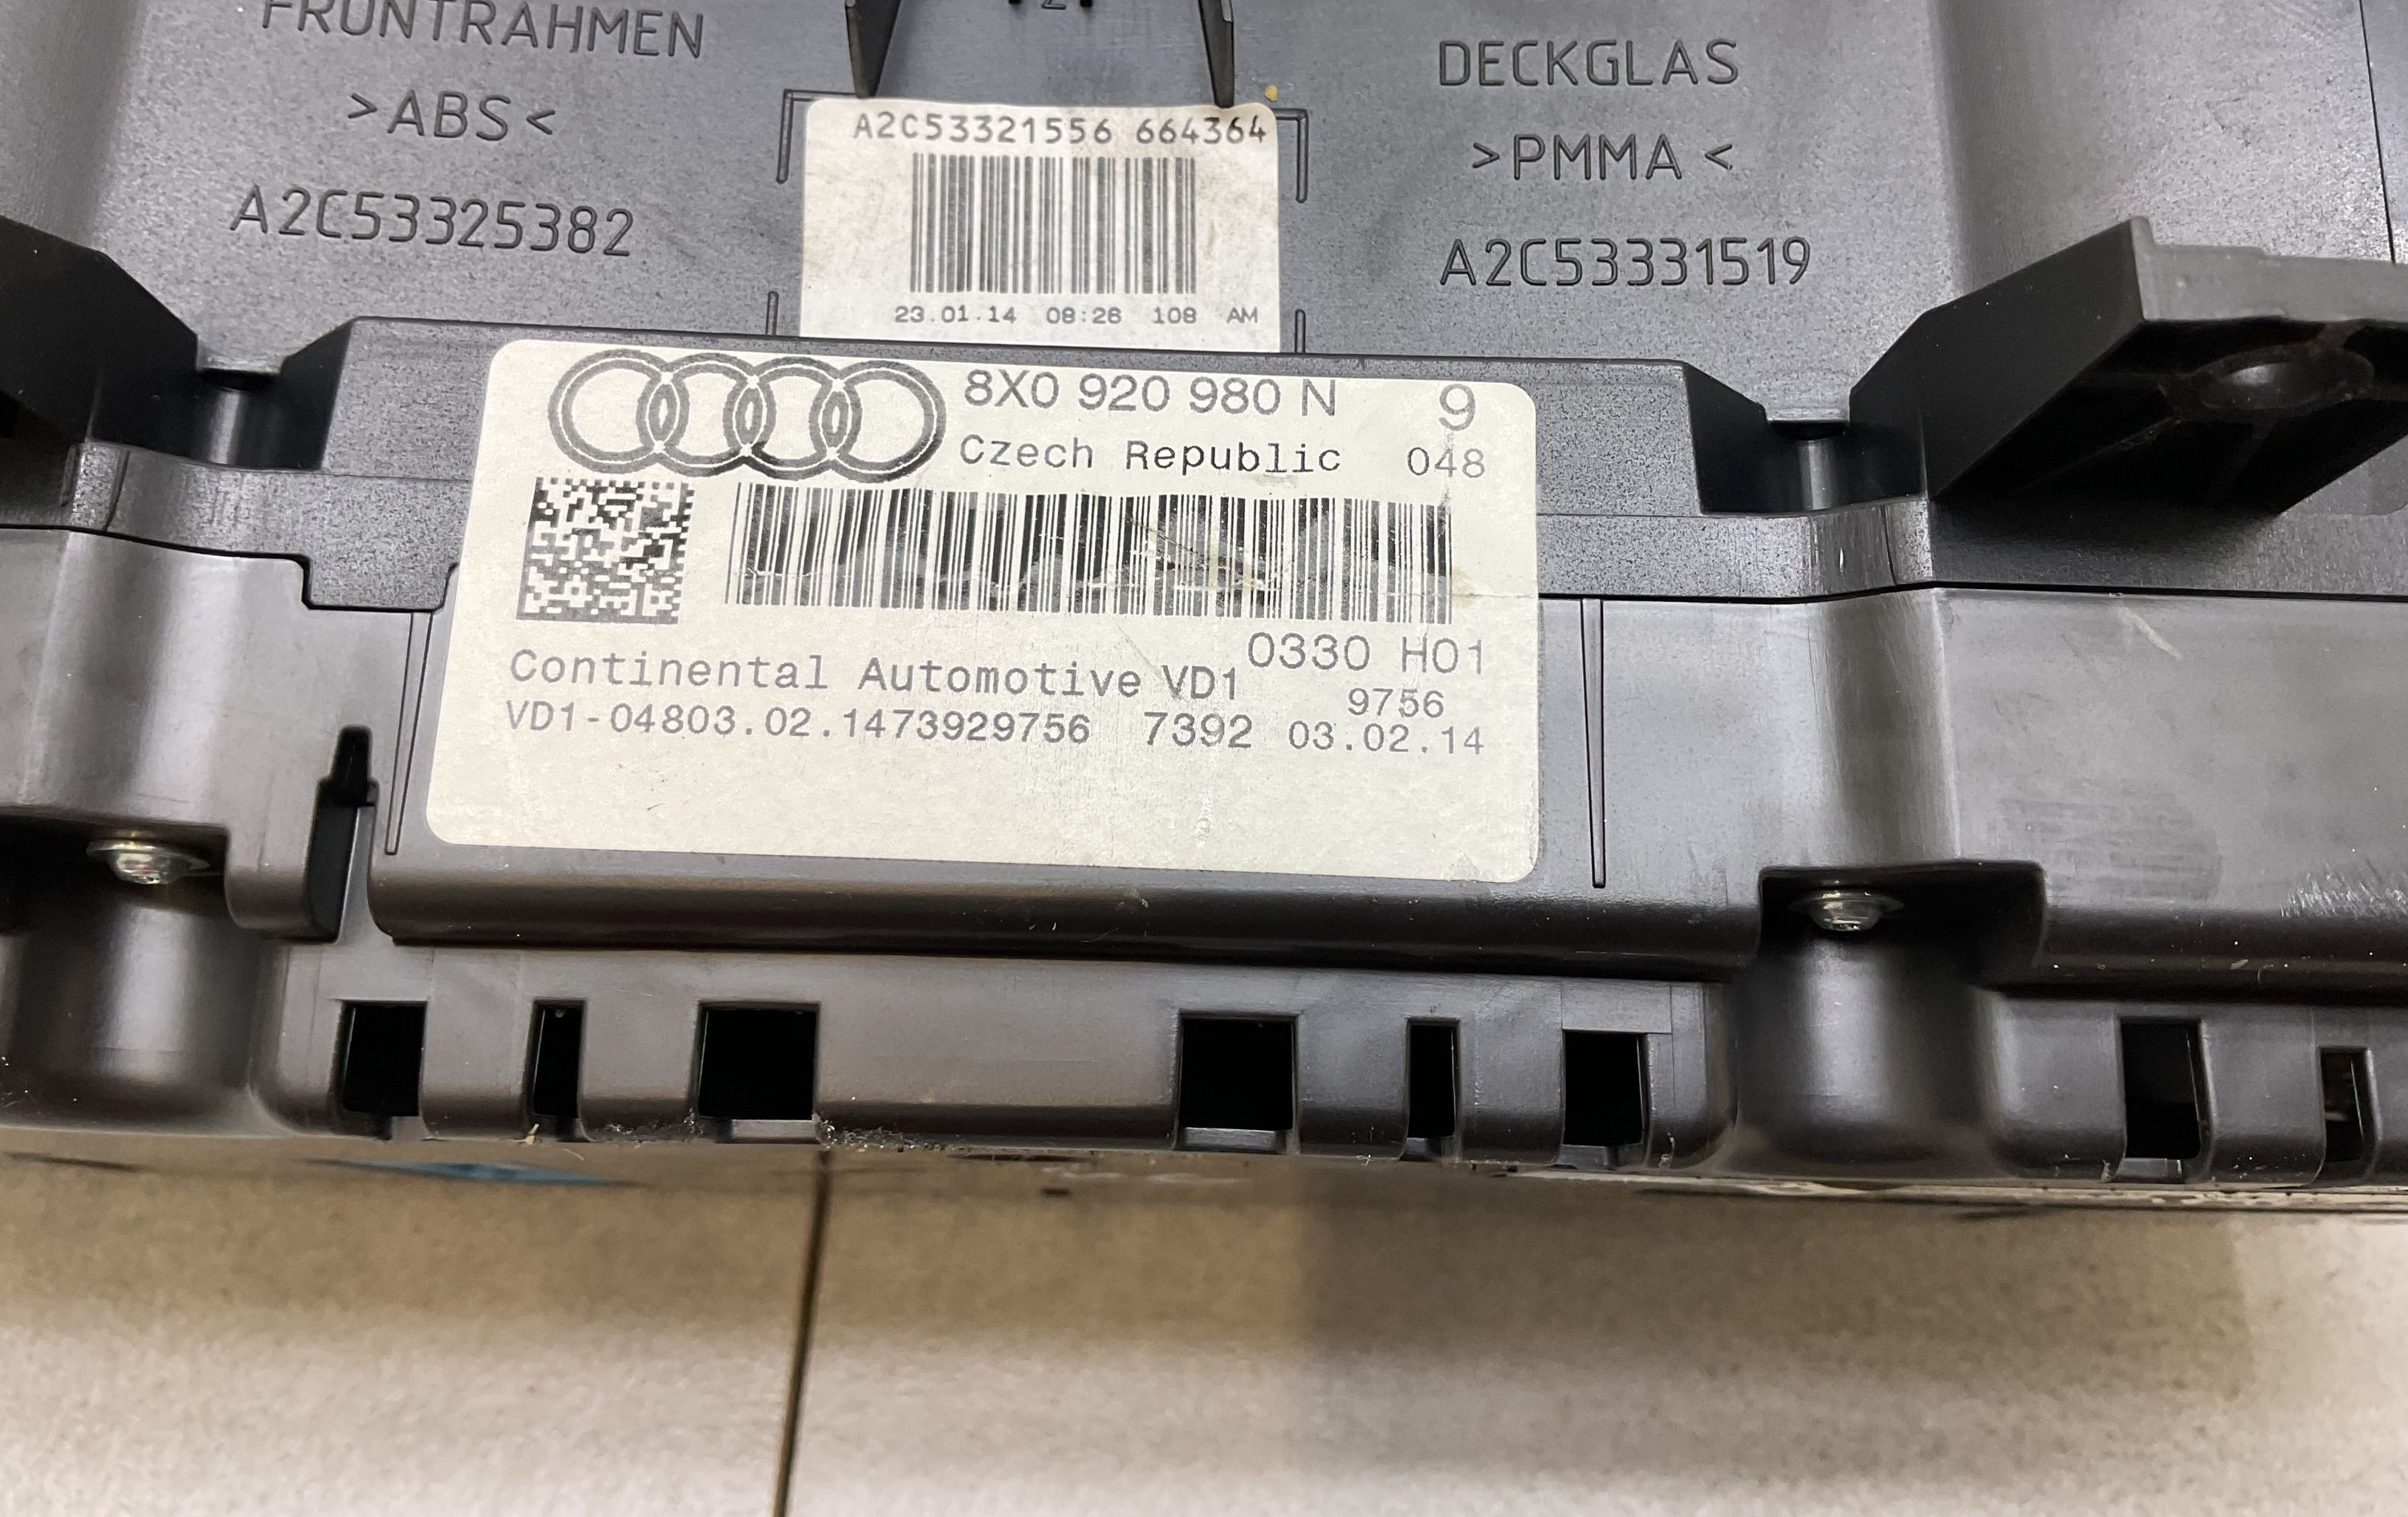 FRONTRAHMEN
>ABS<
A2C53325382
DECKGLAS
>PMMA<
A2C53331519
A2C53321556 664364
23.01.14 08:26 108 AM
8X0 920 980 N 9
Czech Republic 048
0330 H01
Continental Automotive VD1
9756
VD1-04803.02.1473929756 7392 03.02.14